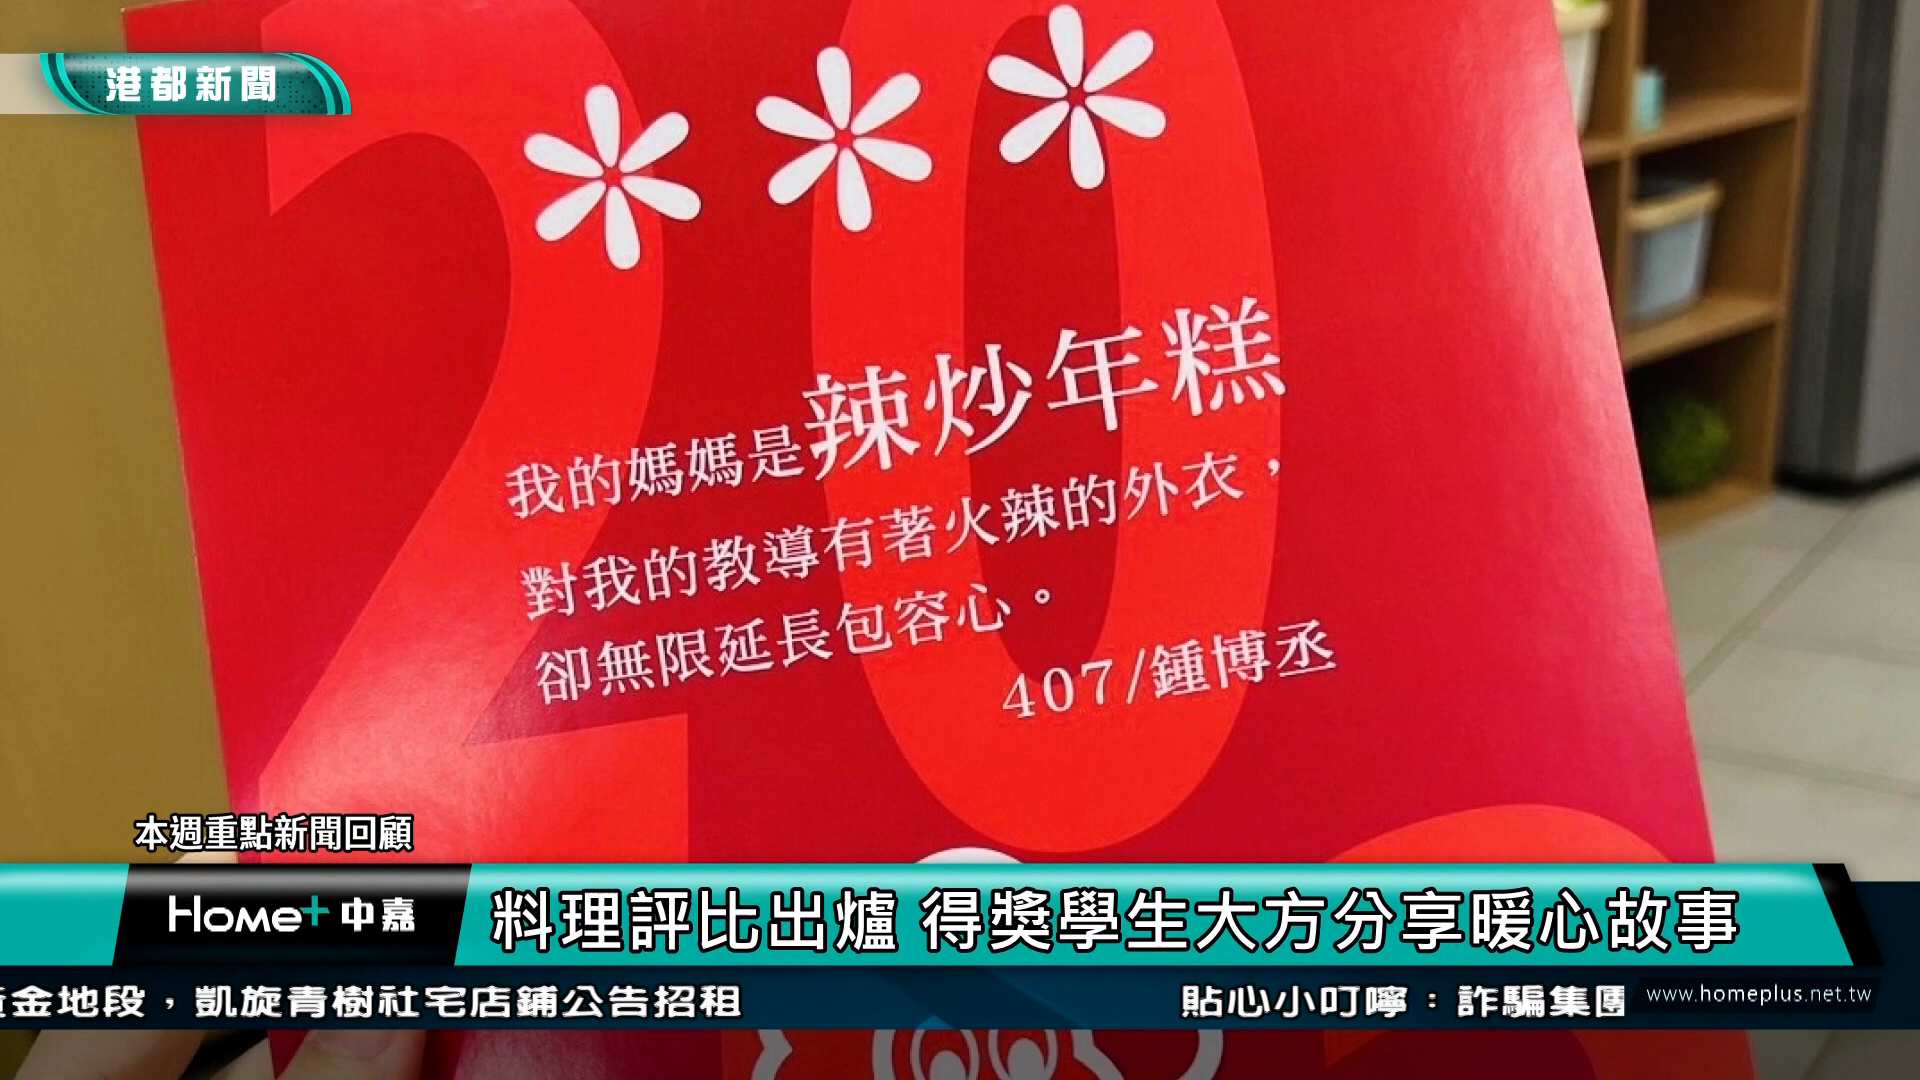 港都新聞
我的媽媽是辣炒年糕
對我的教導有著火辣的外衣，
卻無限延長包容心。
407/鍾博丞
本週重點新聞回顧
Home+中嘉
料理評比出爐 得獎學生大方分享暖心故事
金地段，凱旋青樹社宅店鋪公告招租
貼心小叮嚀：詐騙集團
www.homeplus.net.tw